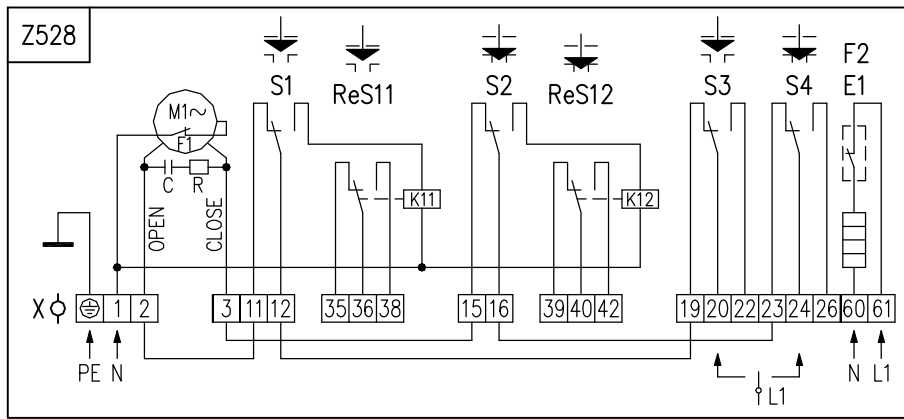 Z528
S1
ReS11
S2
ReS12
S3
S4
F2
E1
M1~
F1
C
R
OPEN
CLOSE
K11
K12
X
1 2 3 11 12 35 36 38 15 16 39 40 42 19 20 22 23 24 26 60 61
PE N
N L1
L1